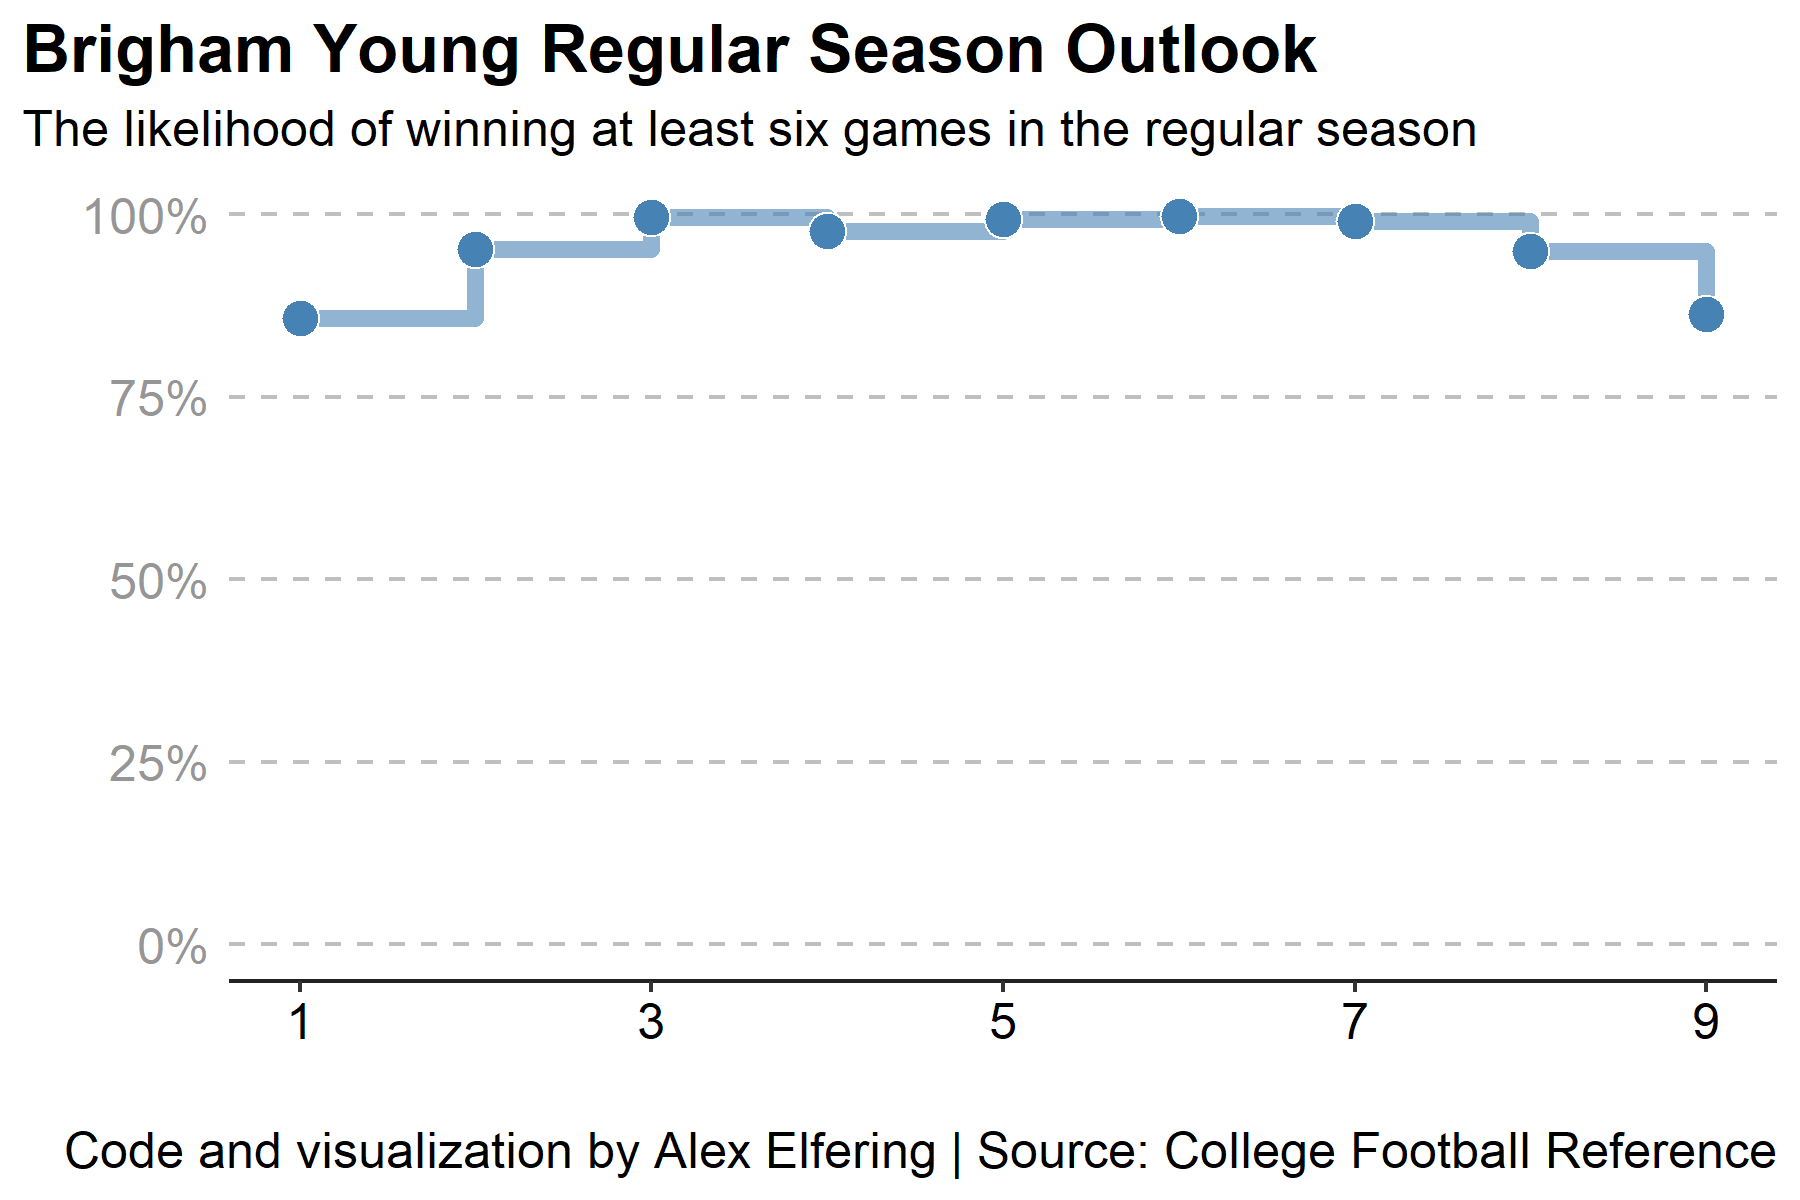 Brigham Young Regular Season Outlook
The likelihood of winning at least six games in the regular season
100%
75%
50%
25%
0%
1 3 5 7 9
Code and visualization by Alex Elfering | Source: College Football Reference